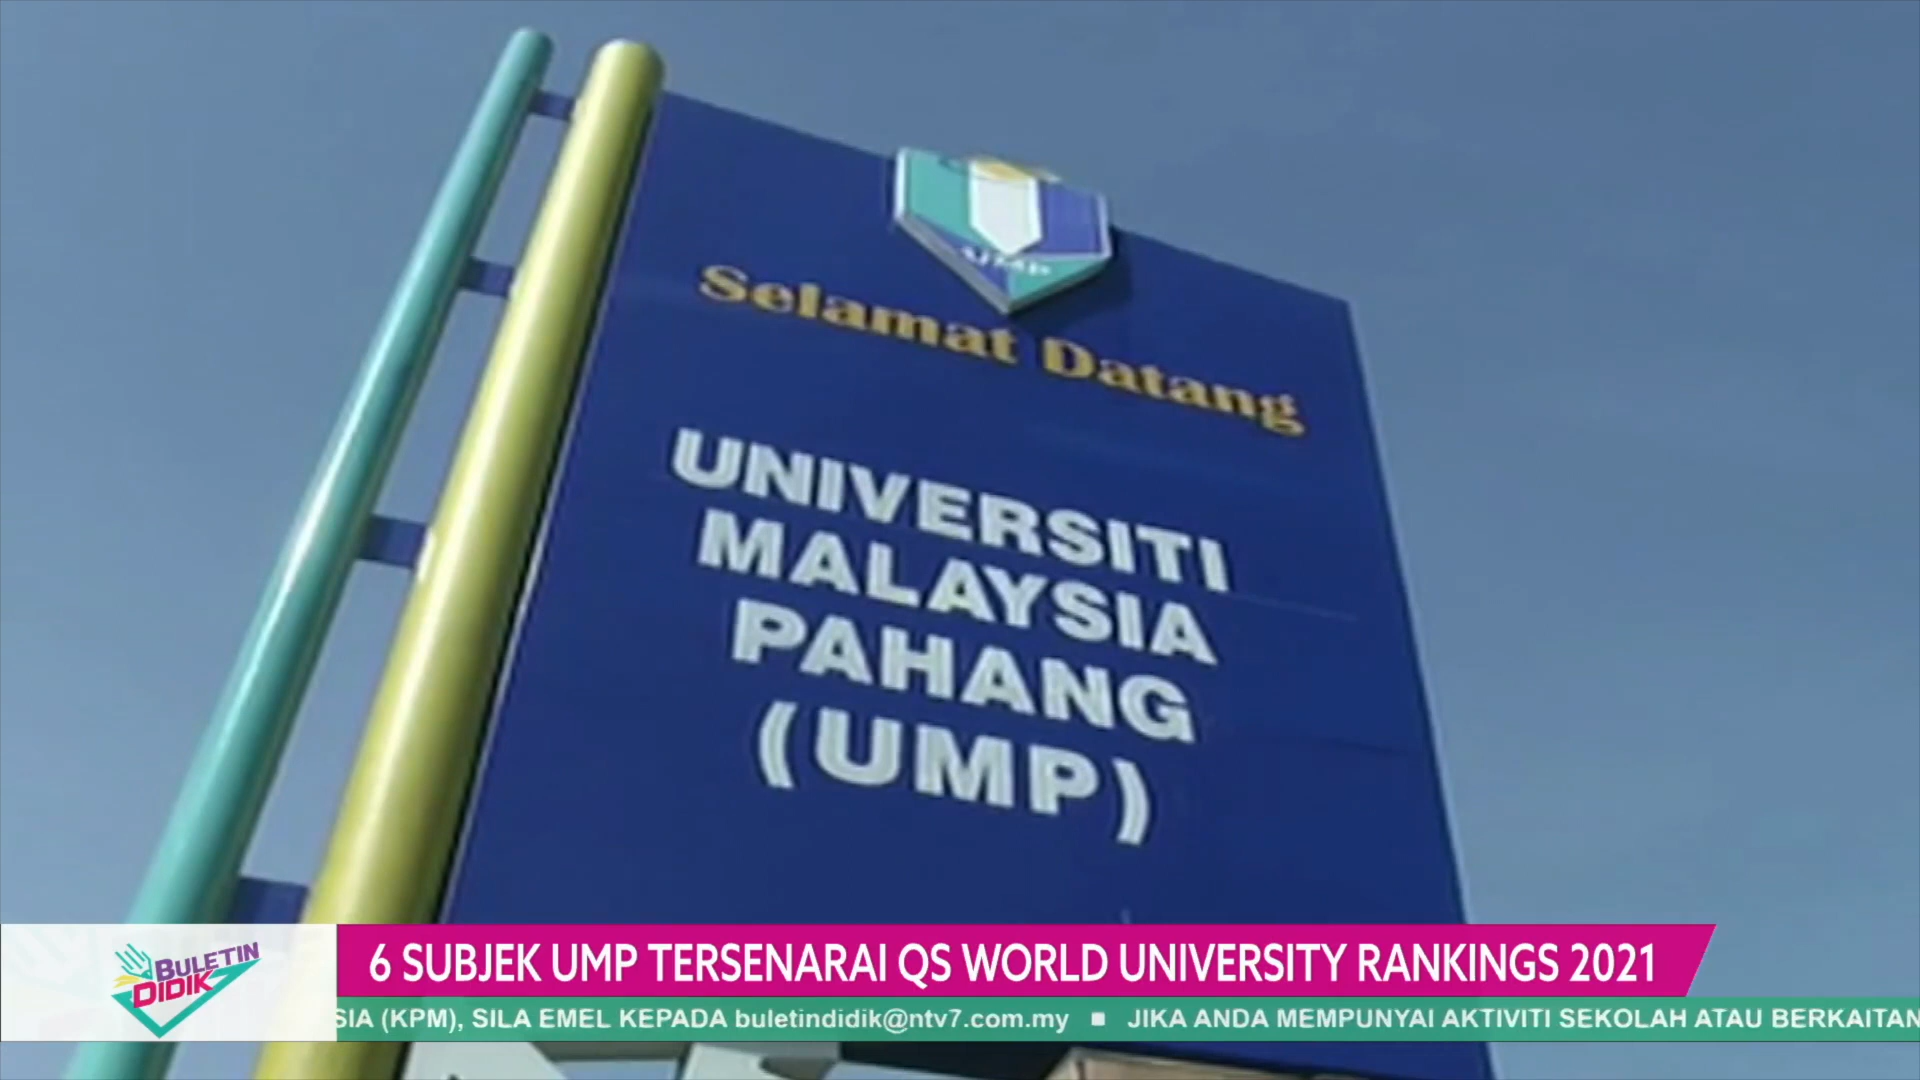 UMP
Selamat Datang
UNIVERSITI
MALAYSIA
PAHANG
(UMP)
BULETIN
DIDIK
6 SUBJEK UMP TERSENARAI QS WORLD UNIVERSITY RANKINGS 2021
SIA (KPM), SILA EMEL KEPADA buletindidik@ntv7.com.my ■ JIKA ANDA MEMPUNYAI AKTIVITI SEKOLAH ATAU BERKAITAN